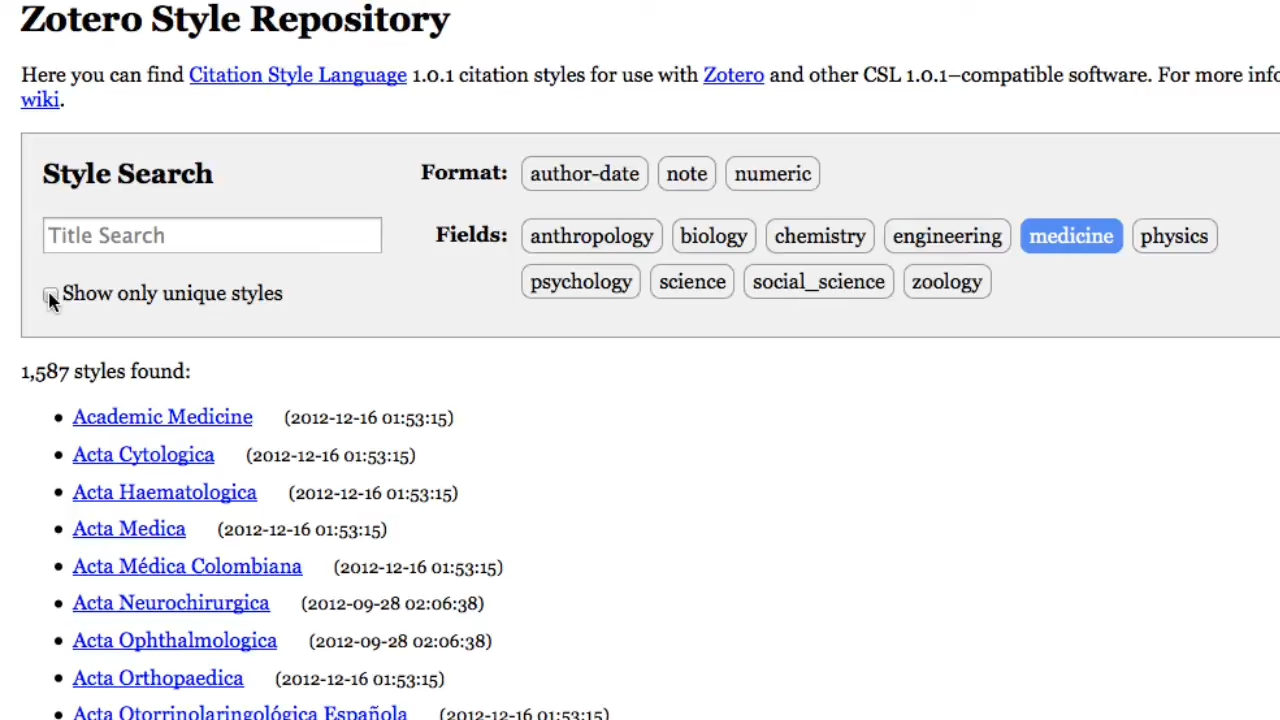 Zotero Style Repository
Here you can find Citation Style Language 1.0.1 citation styles for use with Zotero and other CSL 1.0.1–compatible software. For more
wiki.
Style Search
Format: author-date note numeric
Title Search
Fields: anthropology biology chemistry engineering medicine physics
psychology science social_science zoology
Show only unique styles
1,587 styles found:
• Academic Medicine (2012-12-16 01:53:15)
• Acta Cytologica (2012-12-16 01:53:15)
• Acta Haematologica (2012-12-16 01:53:15)
• Acta Medica (2012-12-16 01:53:15)
• Acta Médica Colombiana (2012-12-16 01:53:15)
• Acta Neurochirurgica (2012-09-28 02:06:38)
• Acta Ophthalmologica (2012-09-28 02:06:38)
• Acta Orthopaedica (2012-12-16 01:53:15)
• Acta Otorrinolaringológica Española (2012-12-16 01:53:15)